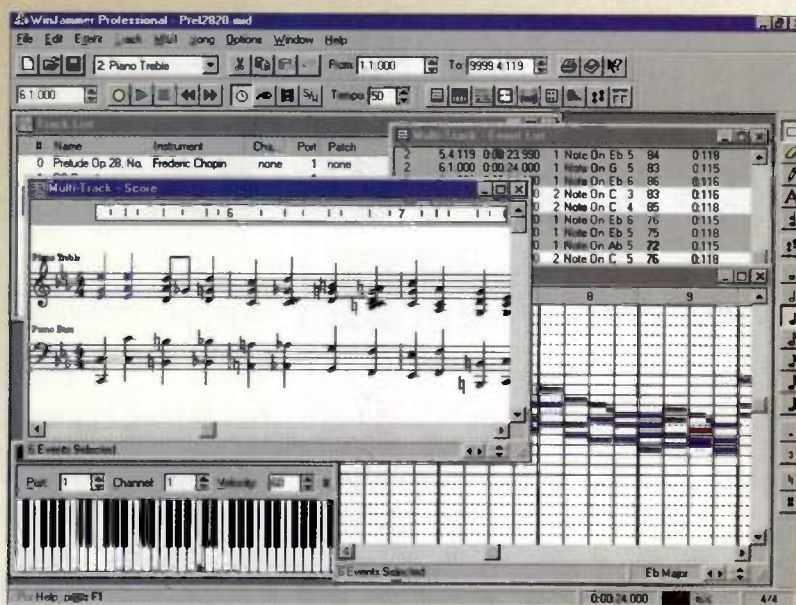 WinJammer Professional - Prel2820.mid
File Edit Event Track MIDI Song Options Window Help
2: Piano Treble From: 1:1:000 To: 9999:4:119
6:1:000 Tempo: 50
Track List
# Name Instrument Cha.. Port Patch
0 Prelude Op.28, No. Frederic Chopin none 1 none
Multi-Track - Event List
2 5:4:119 0:00:23.990 1 Note On Eb 5 84 0:118
2 6:1:000 0:00:24.000 1 Note On G 5 83 0:115
1 Note On Eb 6 86 0:116
2 Note On C 3 83 0:116
2 Note On C 4 85 0:118
1 Note On Eb 6 76 0:115
1 Note On Eb 5 75 0:118
1 Note On Ab 5 72 0:115
2 Note On C 5 76 0:118
Multi-Track - Score
6 7
Piano Treble
Piano Bass
6 Events Selected
8 9
Port 1 Channel 1 Velocity
6 Events Selected Eb Major
For Help, press F1 0:00:24.000 4/4